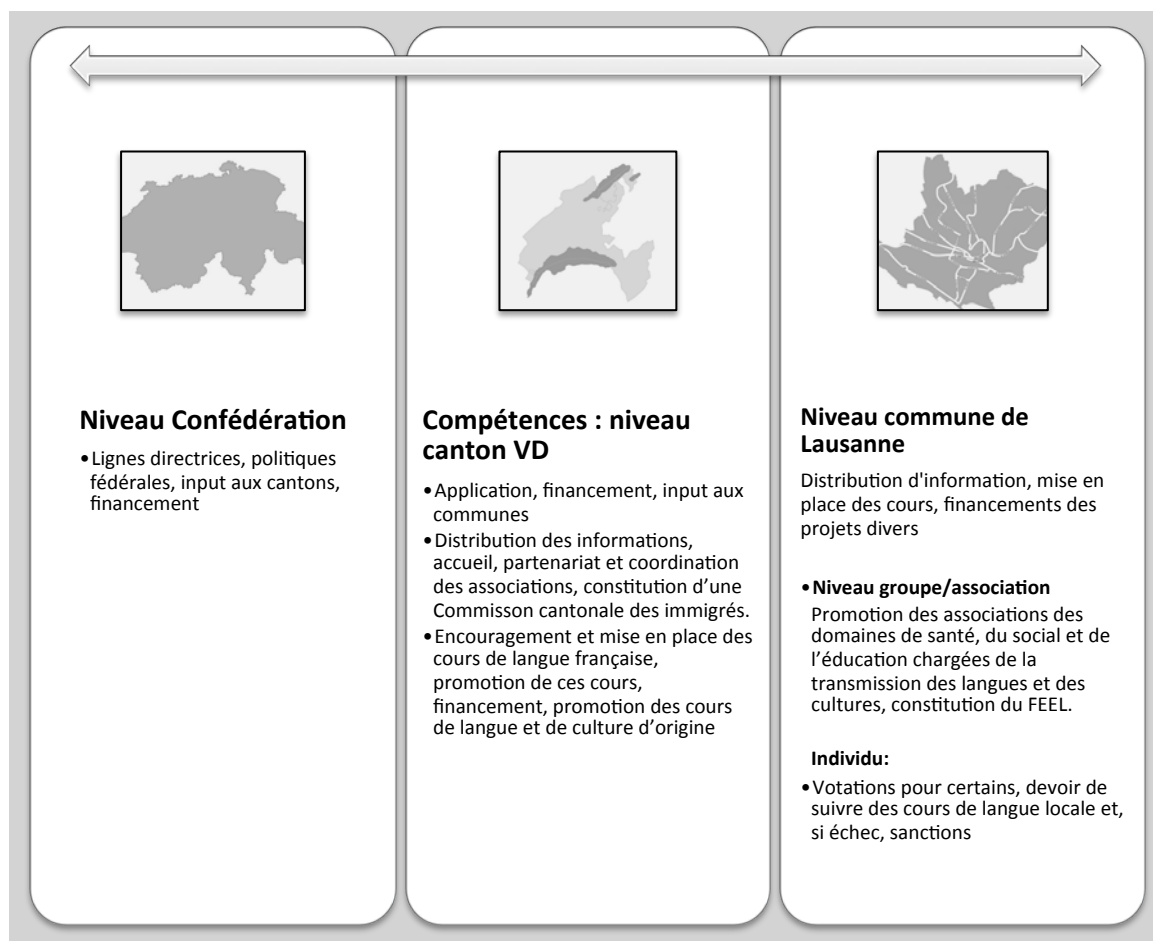 Niveau Confédération
•Lignes directrices, politiques
fédérales, input aux cantons,
financement
Compétences : niveau
canton VD
•Application, financement, input aux
communes
•Distribution des informations,
accueil, partenariat et coordination
des associations, constitution d’une
Commisson cantonale des immigrés.
•Encouragement et mise en place des
cours de langue française,
promotion de ces cours,
financement, promotion des cours
de langue et de culture d’origine
Niveau commune de
Lausanne
Distribution d'information, mise en
place des cours, financements des
projets divers
•Niveau groupe/association
Promotion des associations des
domaines de santé, du social et de
l’éducation chargées de la
transmission des langues et des
cultures, constitution du FEEL.
Individu:
•Votations pour certains, devoir de
suivre des cours de langue locale et,
si échec, sanctions